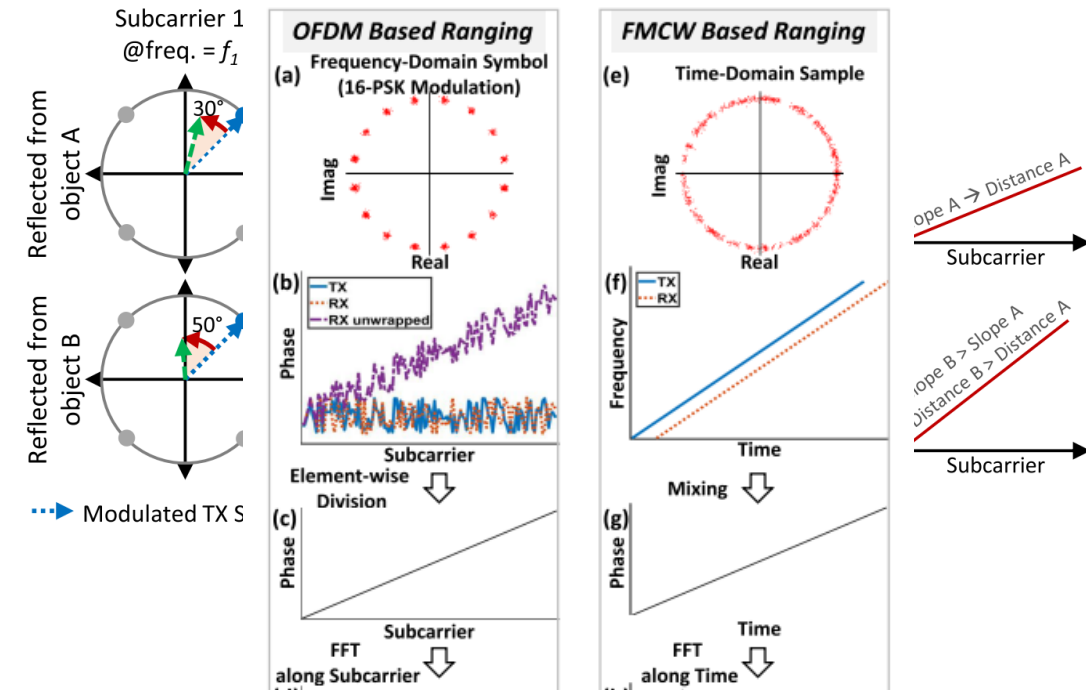 Subcarrier 1
@freq. = f1
Reflected from
object A
30°
Reflected from
object B
50°
Modulated TX S
OFDM Based Ranging
(a)
Frequency-Domain Symbol
(16-PSK Modulation)
Imag
Real
(b)
TX
RX
RX unwrapped
Phase
Subcarrier
Element-wise
Division
(c)
Phase
Subcarrier
FFT
along Subcarrier
FMCW Based Ranging
(e)
Time-Domain Sample
Imag
Real
(f)
TX
RX
Frequency
Time
Mixing
(g)
Phase
Time
FFT
along Time
ope A → Distance A
Subcarrier
ope B > Slope A
Distance B > Distance A
Subcarrier